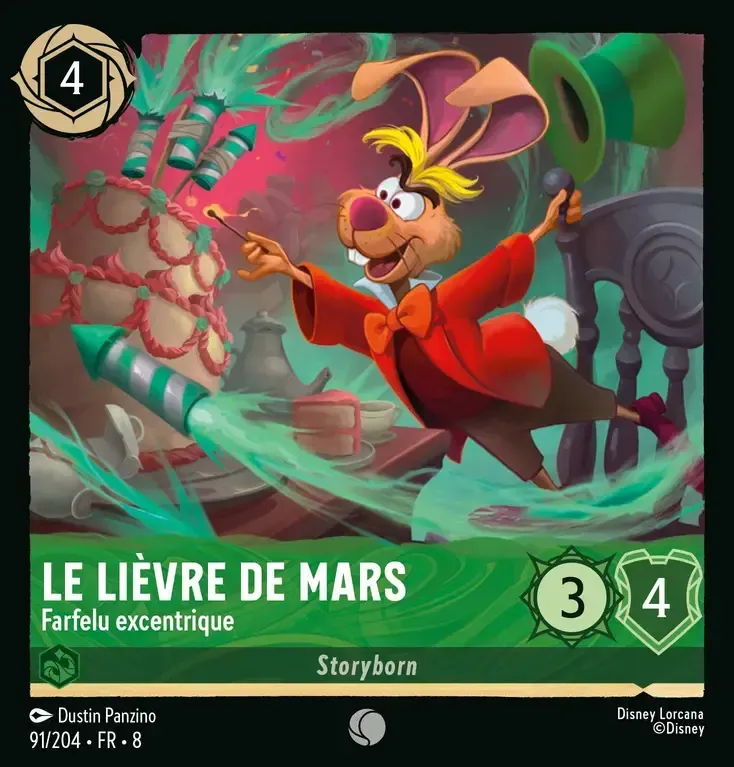 4
LE LIÈVRE DE MARS
Farfelu excentrique
3
4
Storyborn
Dustin Panzino
91/204 • FR • 8
Disney Lorcana
©Disney